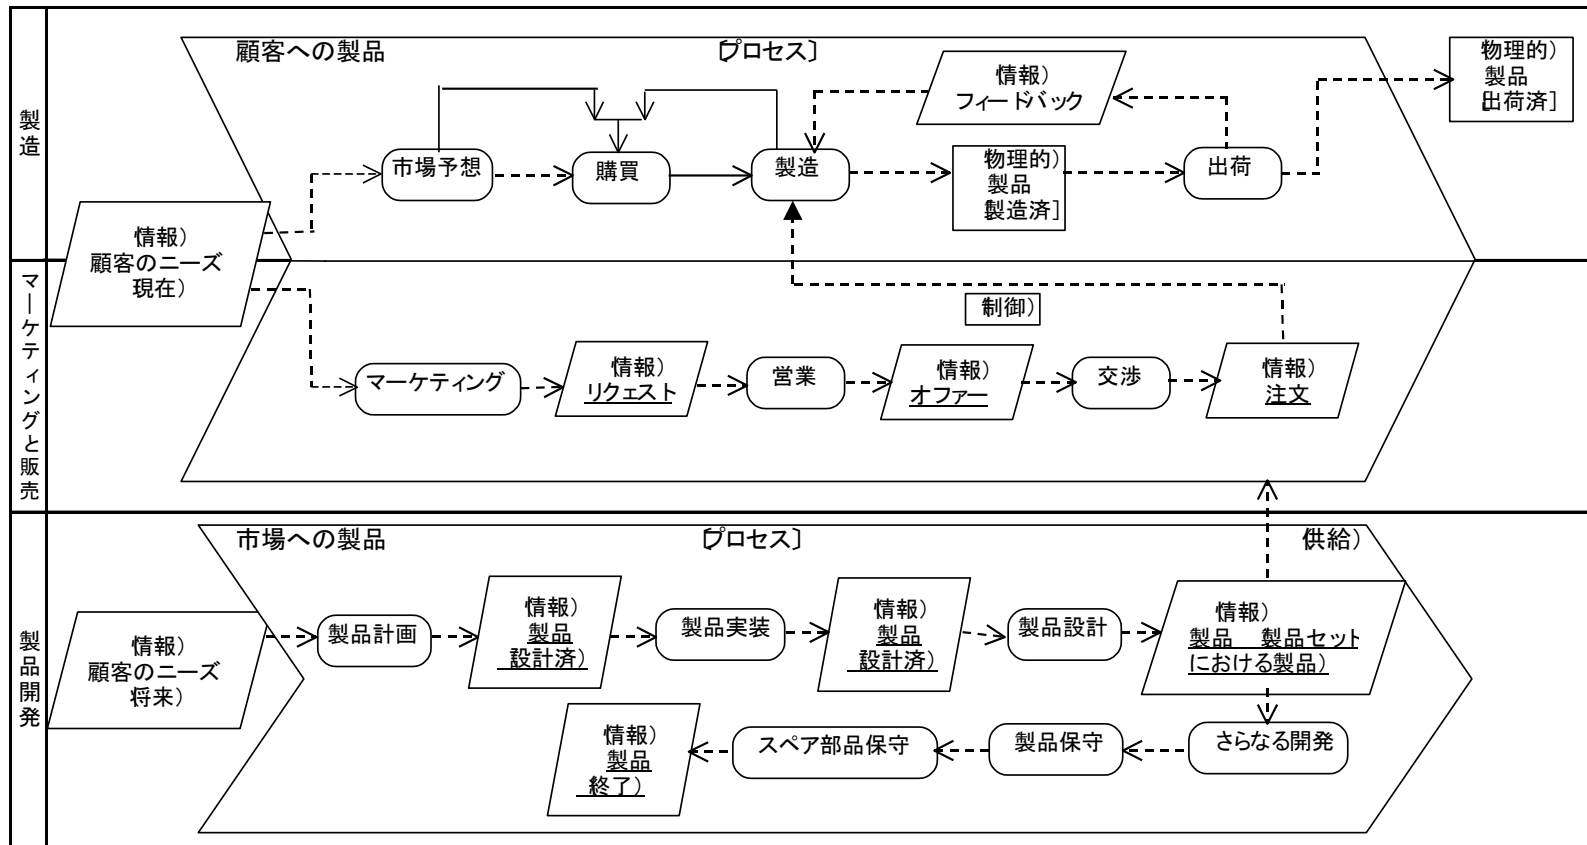 製造
顧客への製品
〔プロセス〕
情報）
フィードバック
物理的）
製品
出荷済］
市場予想
購買
製造
物理的）
製品
製造済］
出荷
情報）
顧客のニーズ
現在）
マーケティングと販売
制御）
マーケティング
情報）
リクエスト
営業
情報）
オファー
交渉
情報）
注文
製品開発
市場への製品
〔プロセス〕
供給）
情報）
顧客のニーズ
将来）
製品計画
情報）
製品
設計済）
製品実装
情報）
製品
設計済）
製品設計
情報）
製品　製品セット
における製品）
情報）
製品
終了）
スペア部品保守
製品保守
さらなる開発